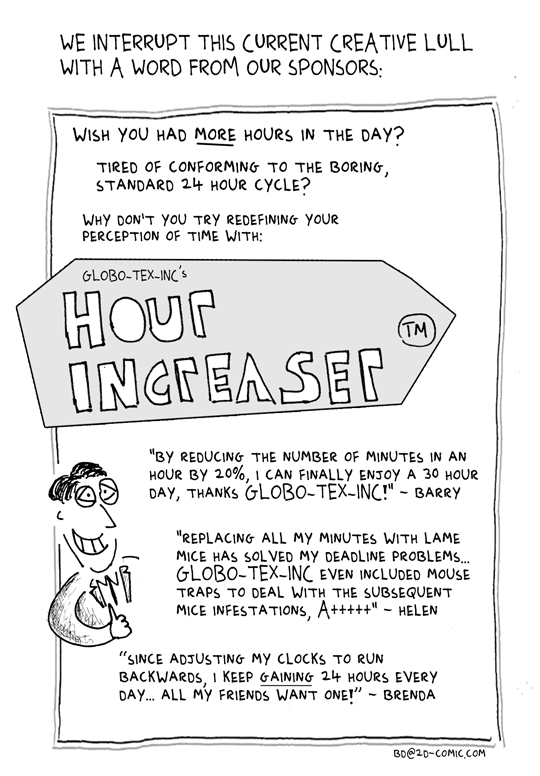 WE INTERRUPT THIS CURRENT CREATIVE LULL
WITH A WORD FROM OUR SPONSORS:
WISH YOU HAD MORE HOURS IN THE DAY?
TIRED OF CONFORMING TO THE BORING,
STANDARD 24 HOUR CYCLE?
WHY DON'T YOU TRY REDEFINING YOUR
PERCEPTION OF TIME WITH:
GLOBO-TEX-INC's
HOUR
INCREASER
TM
"BY REDUCING THE NUMBER OF MINUTES IN AN
HOUR BY 20%, I CAN FINALLY ENJOY A 30 HOUR
DAY, THANKS GLOBO-TEX-INC!" - BARRY
"REPLACING ALL MY MINUTES WITH LAME
MICE HAS SOLVED MY DEADLINE PROBLEMS...
GLOBO-TEX-INC EVEN INCLUDED MOUSE
TRAPS TO DEAL WITH THE SUBSEQUENT
MICE INFESTATIONS, A+++++" - HELEN
"SINCE ADJUSTING MY CLOCKS TO RUN
BACKWARDS, I KEEP GAINING 24 HOURS EVERY
DAY... ALL MY FRIENDS WANT ONE!" ~ BRENDA
BD@2D-COMIC.COM